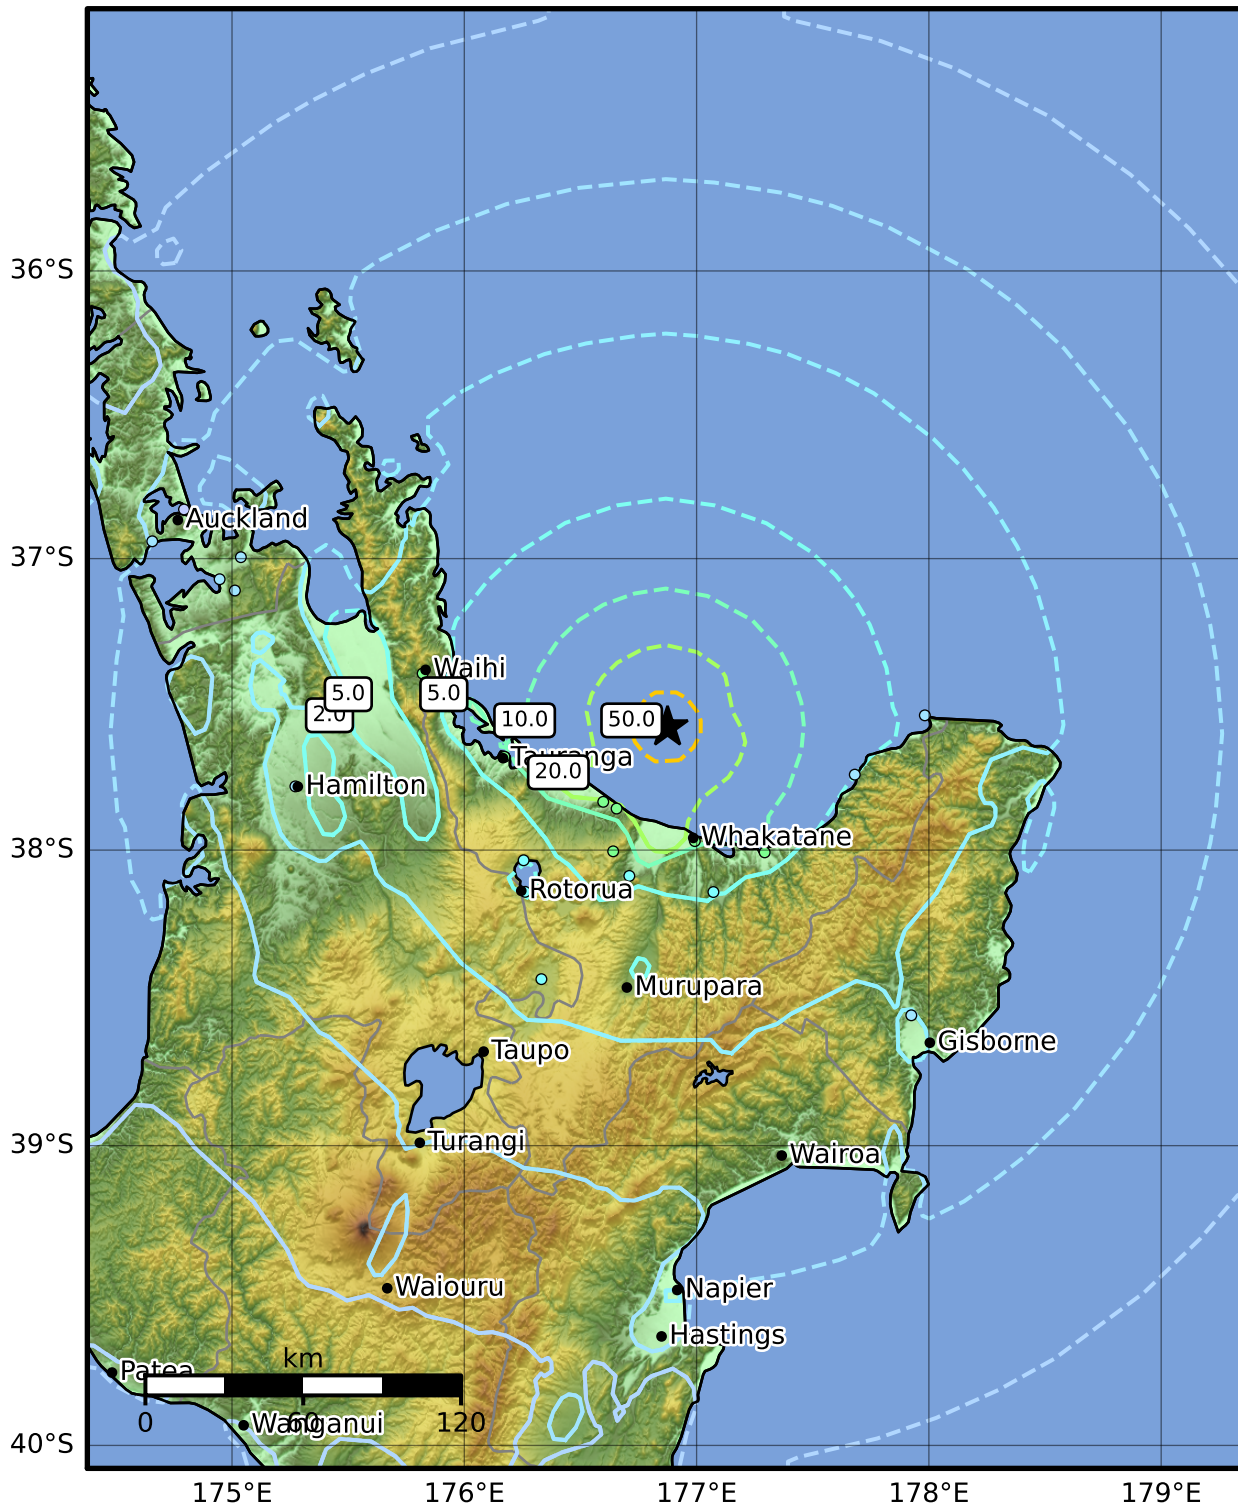 36°S
37°S
38°S
39°S
40°S
Auckland
Waihi
5.0
5.0
2.0
10.0
50.0
Tauranga
20.0
Hamilton
Whakatane
Rotorua
Murupara
Gisborne
Taupo
Turangi
Wairoa
Waiouru
Napier
Hastings
Patea
km
0
60
120
Wanganui
175°E
176°E
177°E
178°E
179°E